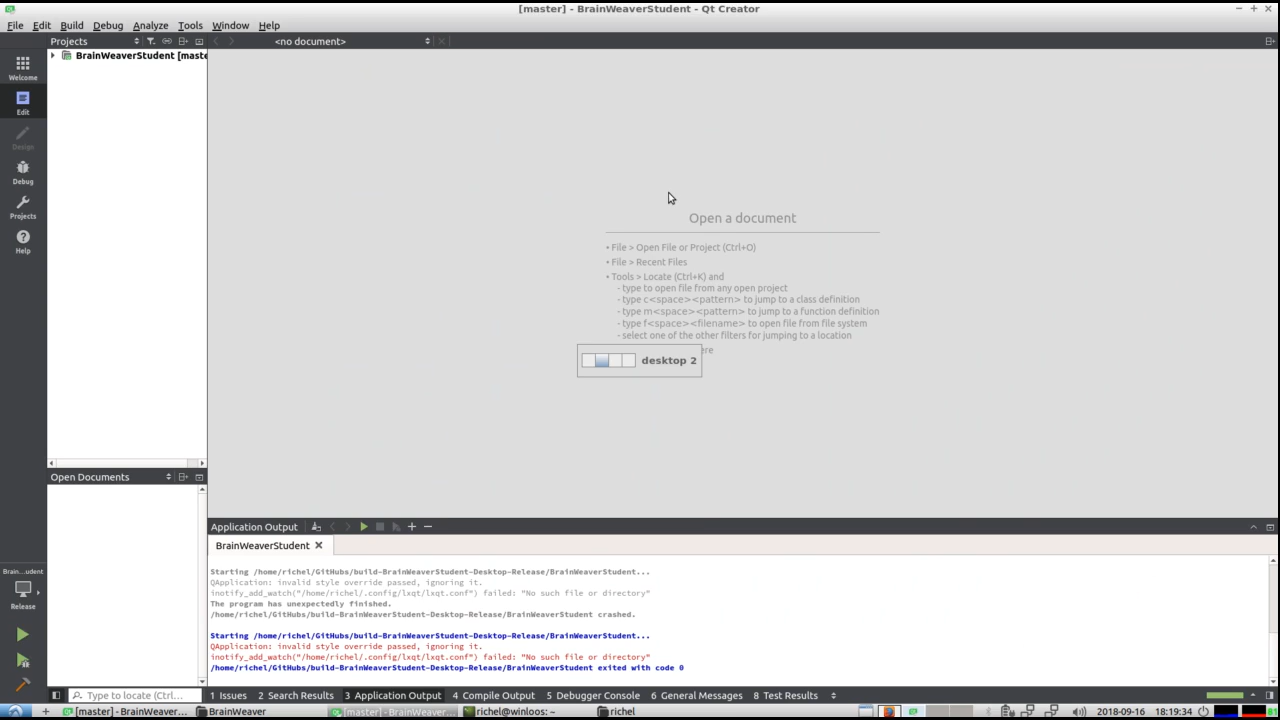 [master] - BrainWeaverStudent - Qt Creator
File Edit Build Debug Analyze Tools Window Help
Projects <no document>
BrainWeaverStudent [maste
Welcome
Edit
Design
Debug
Projects
Help
Open a document
• File > Open File or Project (Ctrl+O)
• File > Recent Files
• Tools > Locate (Ctrl+K) and
- type to open file from any open project
- type c<space><pattern> to jump to a class definition
- type m<space><pattern> to jump to a function definition
- type f<space><filename> to open file from file system
- select one of the other filters for jumping to a location
ere
desktop 2
Open Documents
Application Output
BrainWeaverStudent
Starting /home/richel/GitHubs/build-BrainWeaverStudent-Desktop-Release/BrainWeaverStudent...
QApplication: invalid style override passed, ignoring it.
inotify_add_watch("/home/richel/.config/lxqt/lxqt.conf") failed: "No such file or directory"
The program has unexpectedly finished.
/home/richel/GitHubs/build-BrainWeaverStudent-Desktop-Release/BrainWeaverStudent crashed.
Starting /home/richel/GitHubs/build-BrainWeaverStudent-Desktop-Release/BrainWeaverStudent...
QApplication: invalid style override passed, ignoring it.
inotify_add_watch("/home/richel/.config/lxqt/lxqt.conf") failed: "No such file or directory"
/home/richel/GitHubs/build-BrainWeaverStudent-Desktop-Release/BrainWeaverStudent exited with code 0
Brain...udent
Release
Type to locate (Ctrl... 1 Issues 2 Search Results 3 Application Output 4 Compile Output 5 Debugger Console 6 General Messages 8 Test Results
[master] - BrainWeaver... BrainWeaver [master] - BrainWeaver... richel@winloos: ~ richel 2018-09-16 18:19:34